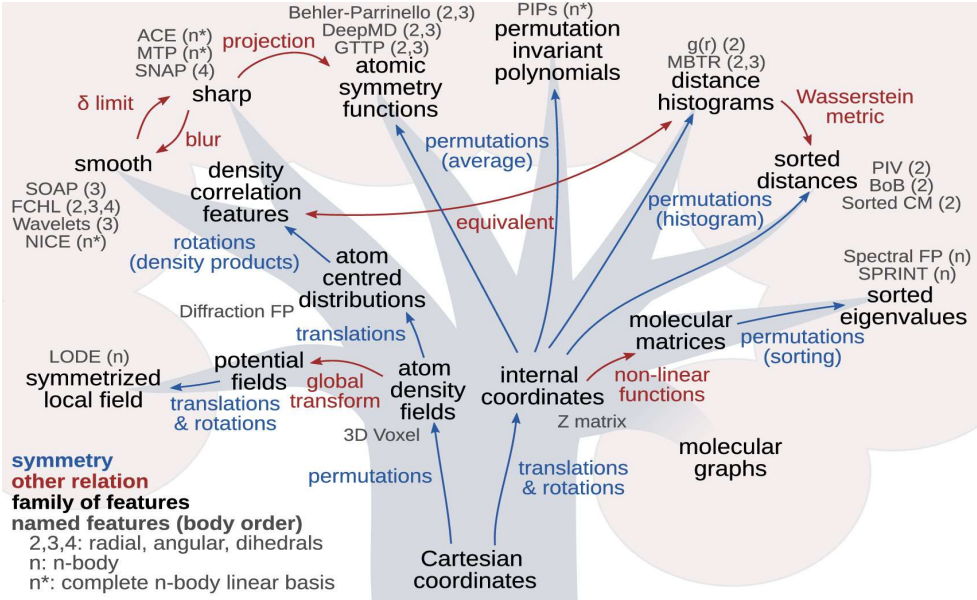 Behler-Parrinello (2,3)
DeepMD (2,3)
GTTP (2,3)
atomic
symmetry
functions
PIPs (n*)
permutation
invariant
polynomials
ACE (n*)
MTP (n*)
SNAP (4)
sharp
projection
g(r) (2)
MBTR (2,3)
distance
histograms
Wasserstein
metric
δ limit
blur
smooth
SOAP (3)
FCHL (2,3,4)
Wavelets (3)
NICE (n*)
density
correlation
features
permutations
(average)
sorted
distances
PIV (2)
BoB (2)
Sorted CM (2)
equivalent
permutations
(histogram)
rotations
(density products)
atom
centred
distributions
Diffraction FP
translations
Spectral FP (n)
SPRINT (n)
sorted
eigenvalues
molecular
matrices
permutations
(sorting)
LODE (n)
symmetrized
local field
potential
fields
translations
& rotations
global
transform
atom
density
fields
3D Voxel
internal
coordinates
Z matrix
non-linear
functions
molecular
graphs
permutations
translations
& rotations
Cartesian
coordinates
symmetry
other relation
family of features
named features (body order)
2,3,4: radial, angular, dihedrals
n: n-body
n*: complete n-body linear basis